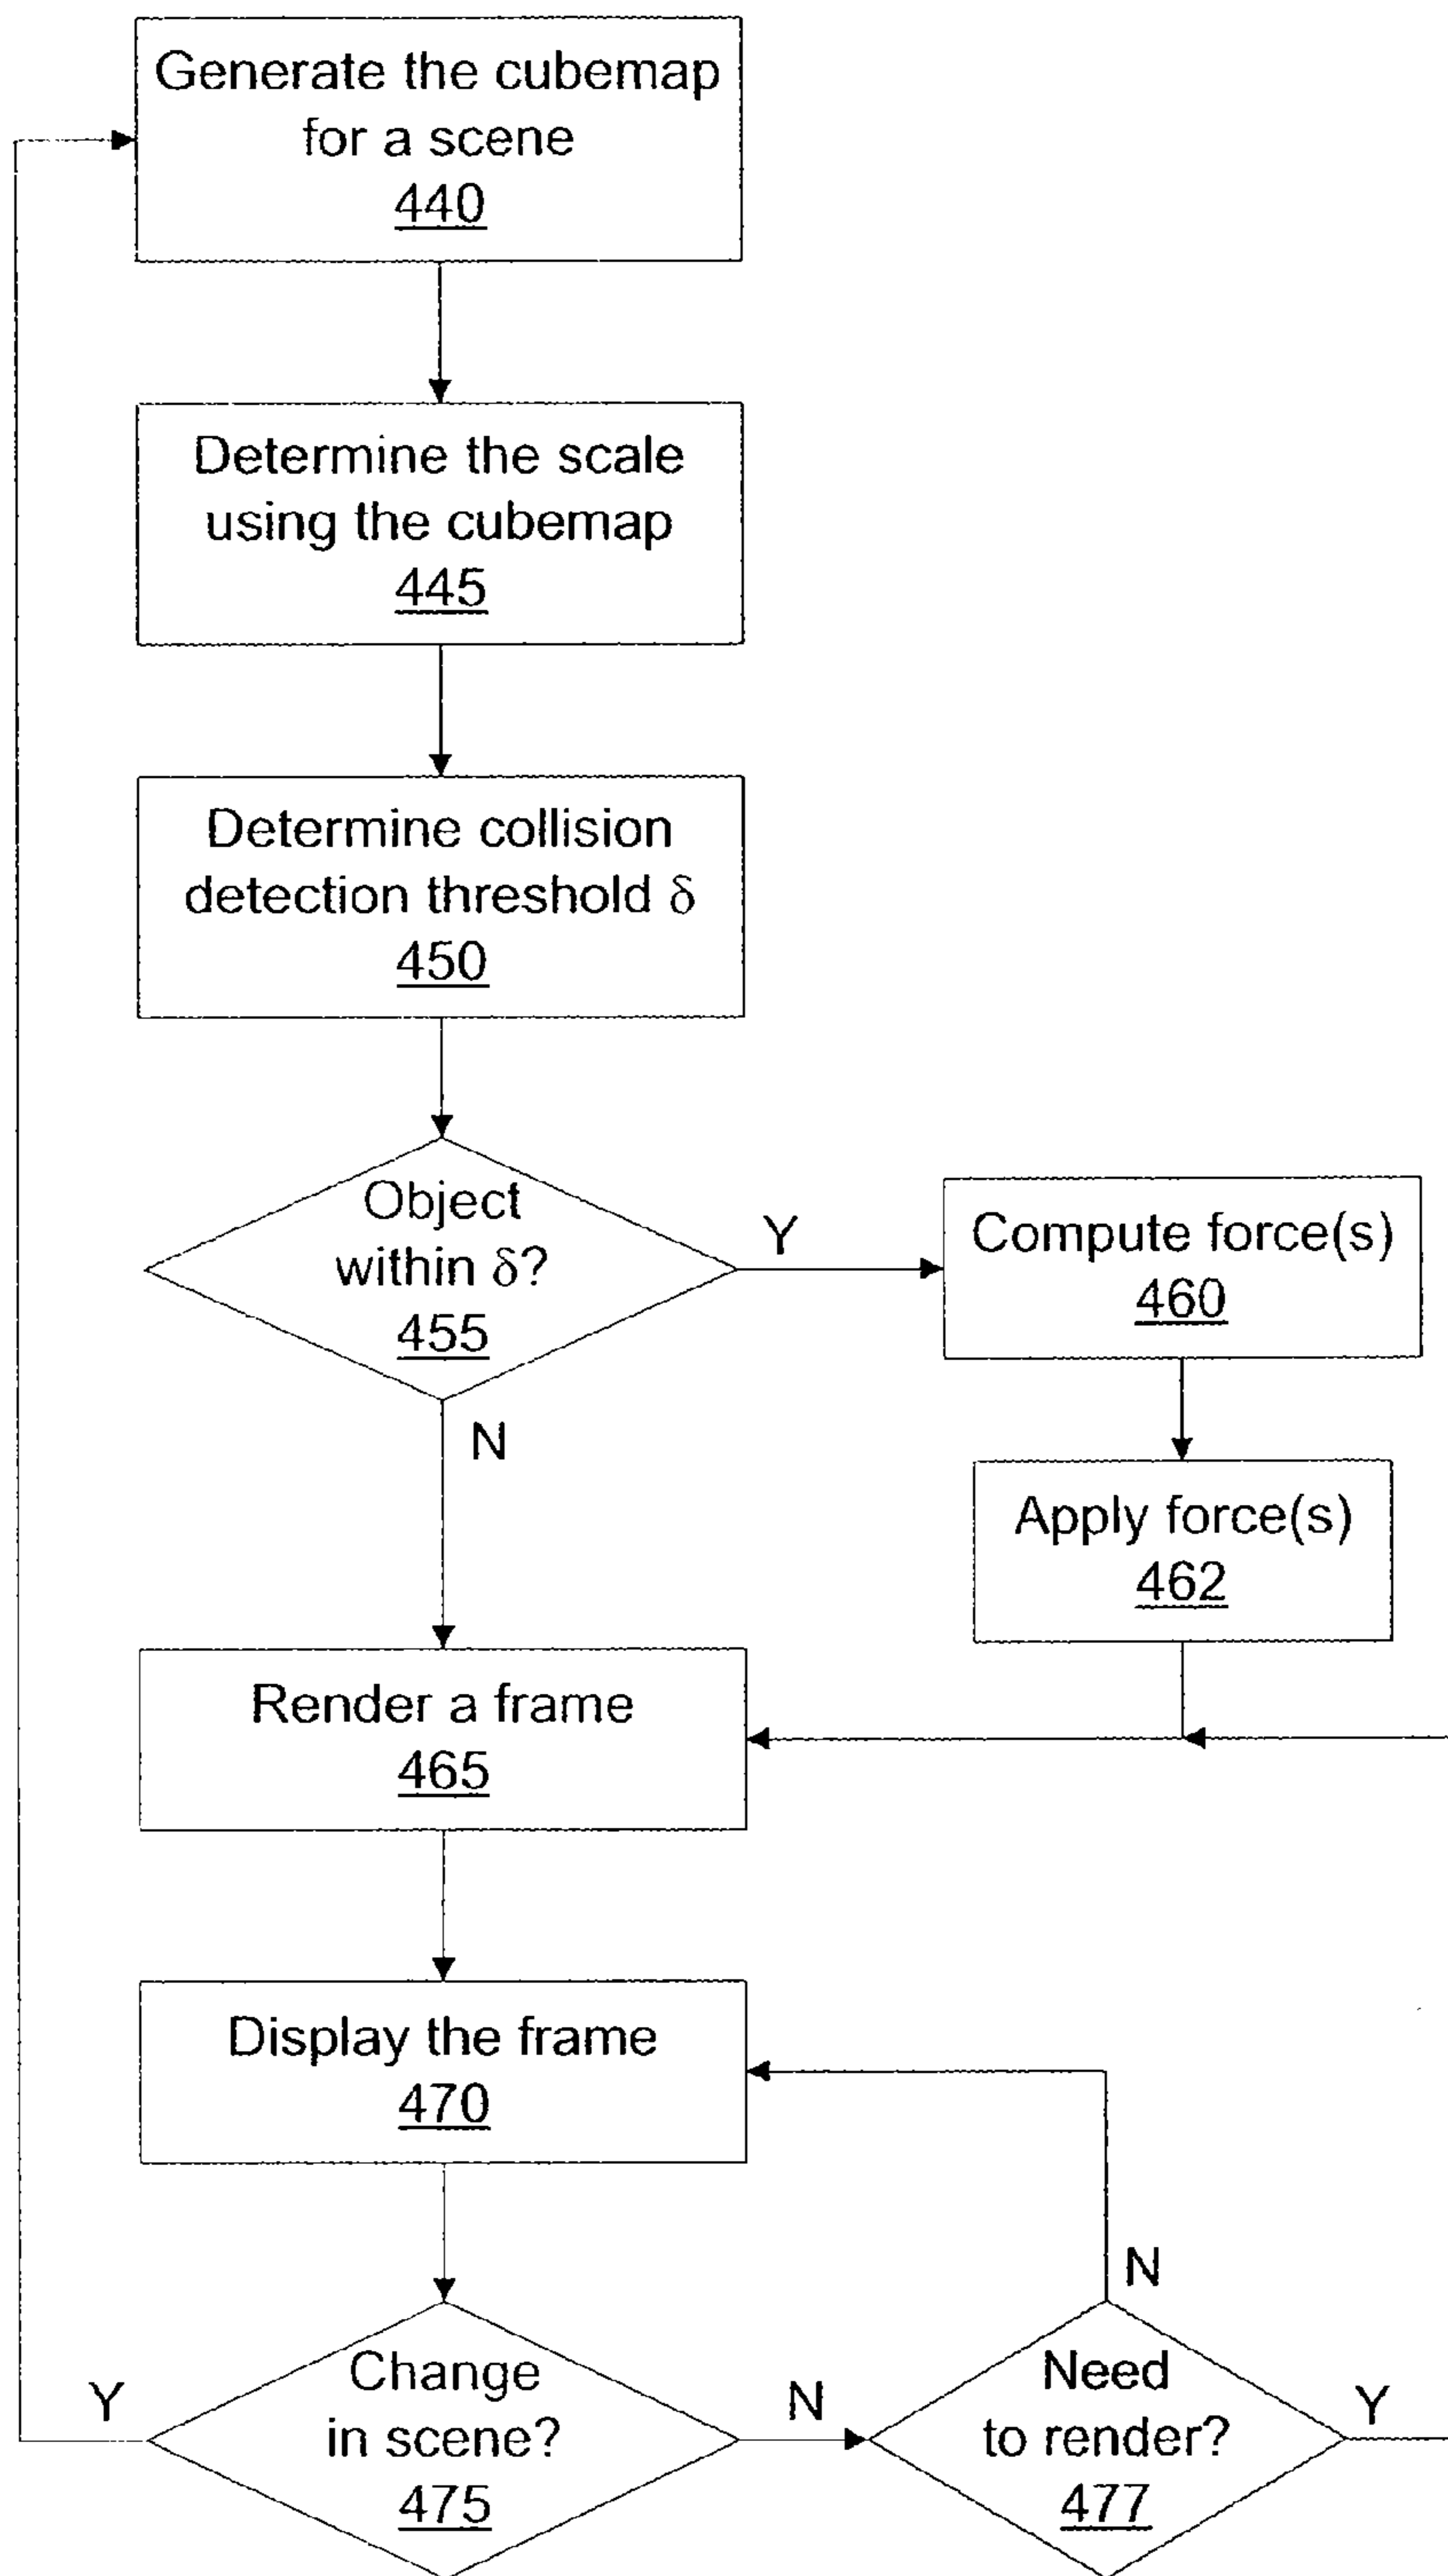 Generate the cubemap
for a scene
440
Determine the scale
using the cubemap
445
Determine collision
detection threshold δ
450
Object
within δ?
455
Y
N
Compute force(s)
460
Apply force(s)
462
Render a frame
465
Display the frame
470
Change
in scene?
475
Y
N
Need
to render?
477
N
Y